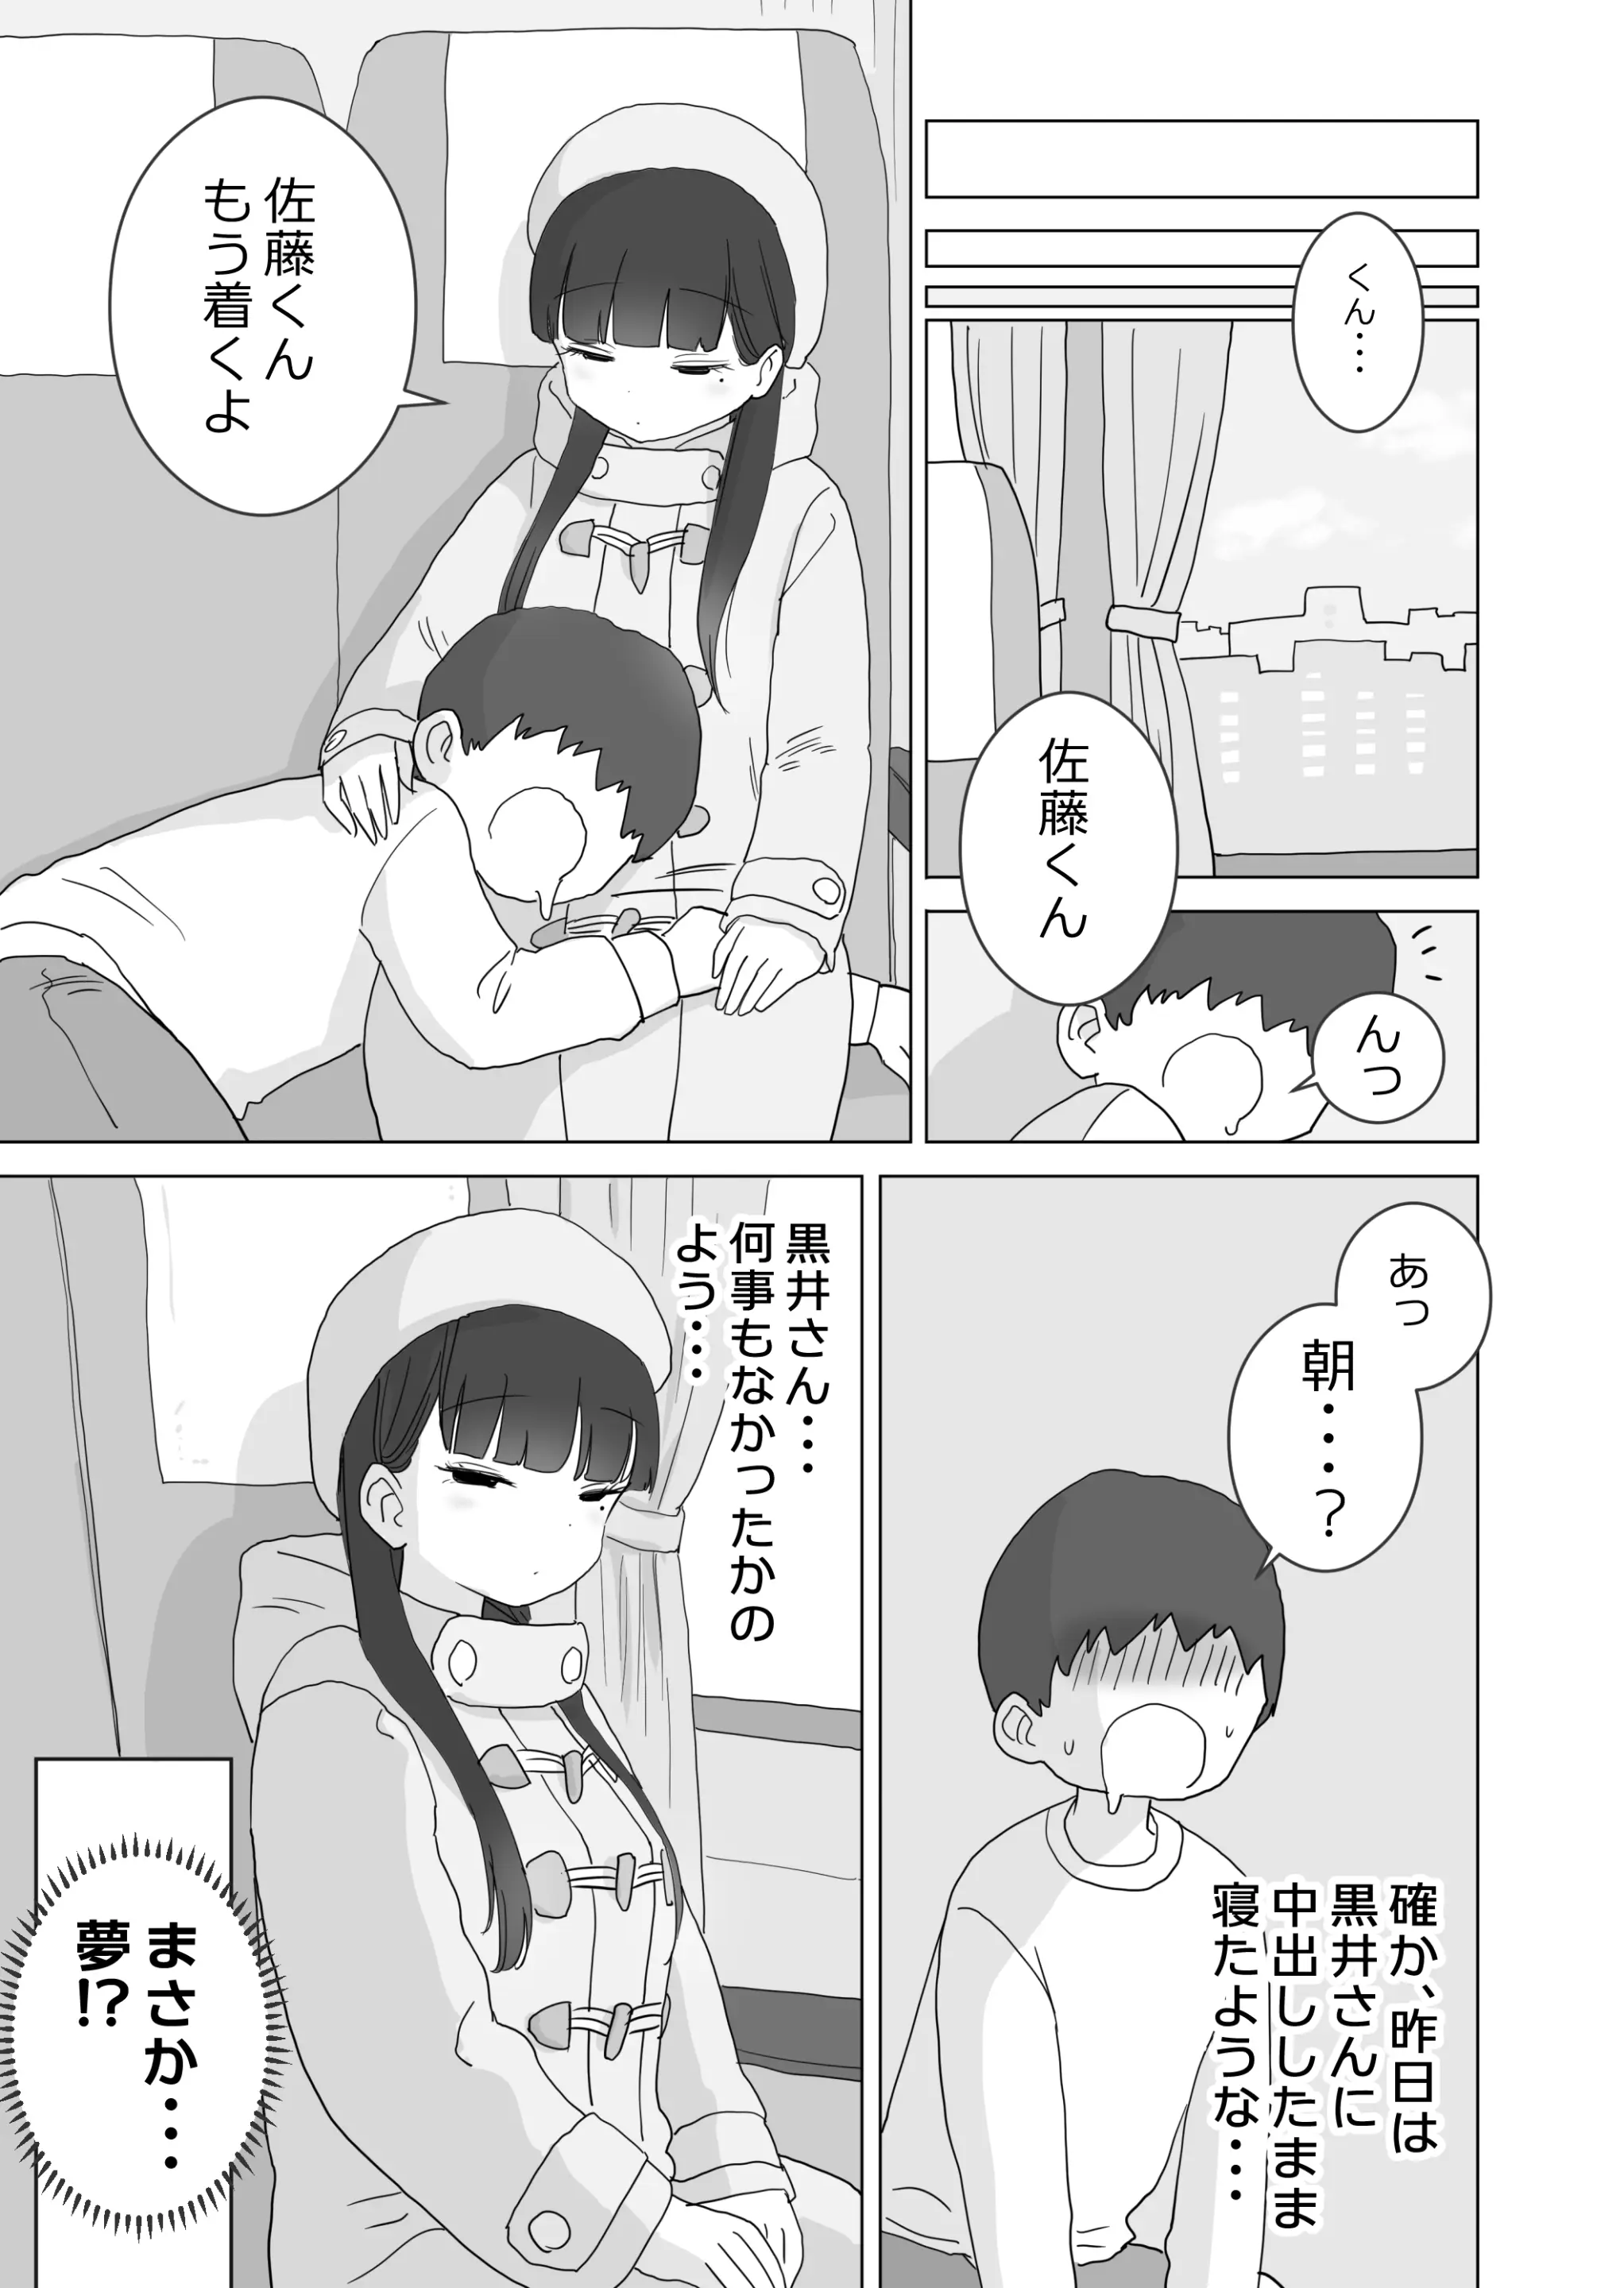 くん…
佐藤くん
んっ
佐藤くん
もう着くよ
あっ
朝……?
確か、昨日は
黒井さんに
中出ししたまま
寝たような…
黒井さん…
何事もなかったかの
よう…
まさか…
夢!?